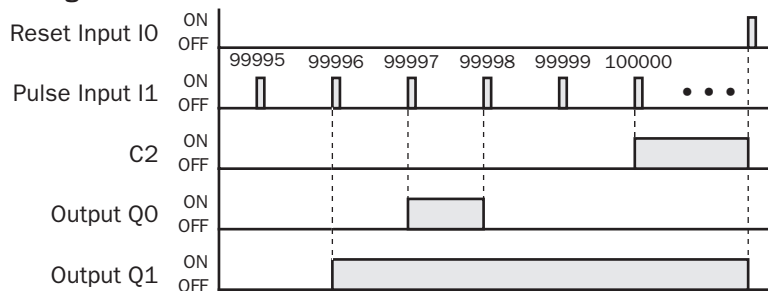 ON
Reset Input I0
OFF
99995 99996 99997 99998 99999 100000
ON
Pulse Input I1
OFF
ON
C2
OFF
ON
Output Q0
OFF
ON
Output Q1
OFF